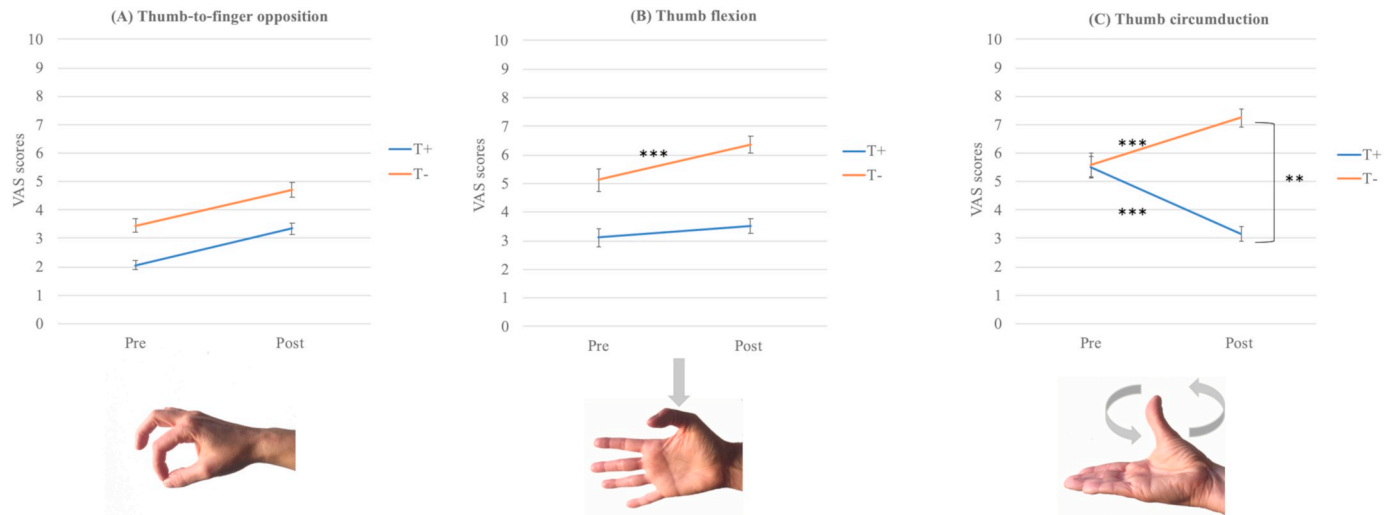 (A) Thumb-to-finger opposition
10
9
8
7
6
5
4
3
2
1
0
VAS scores
Pre
Post
T+
T-
(B) Thumb flexion
10
9
8
7
6
5
4
3
2
1
0
VAS scores
***
Pre
Post
T+
T-
(C) Thumb circumduction
10
9
8
7
6
5
4
3
2
1
0
VAS scores
***
***
**
Pre
Post
T+
T-